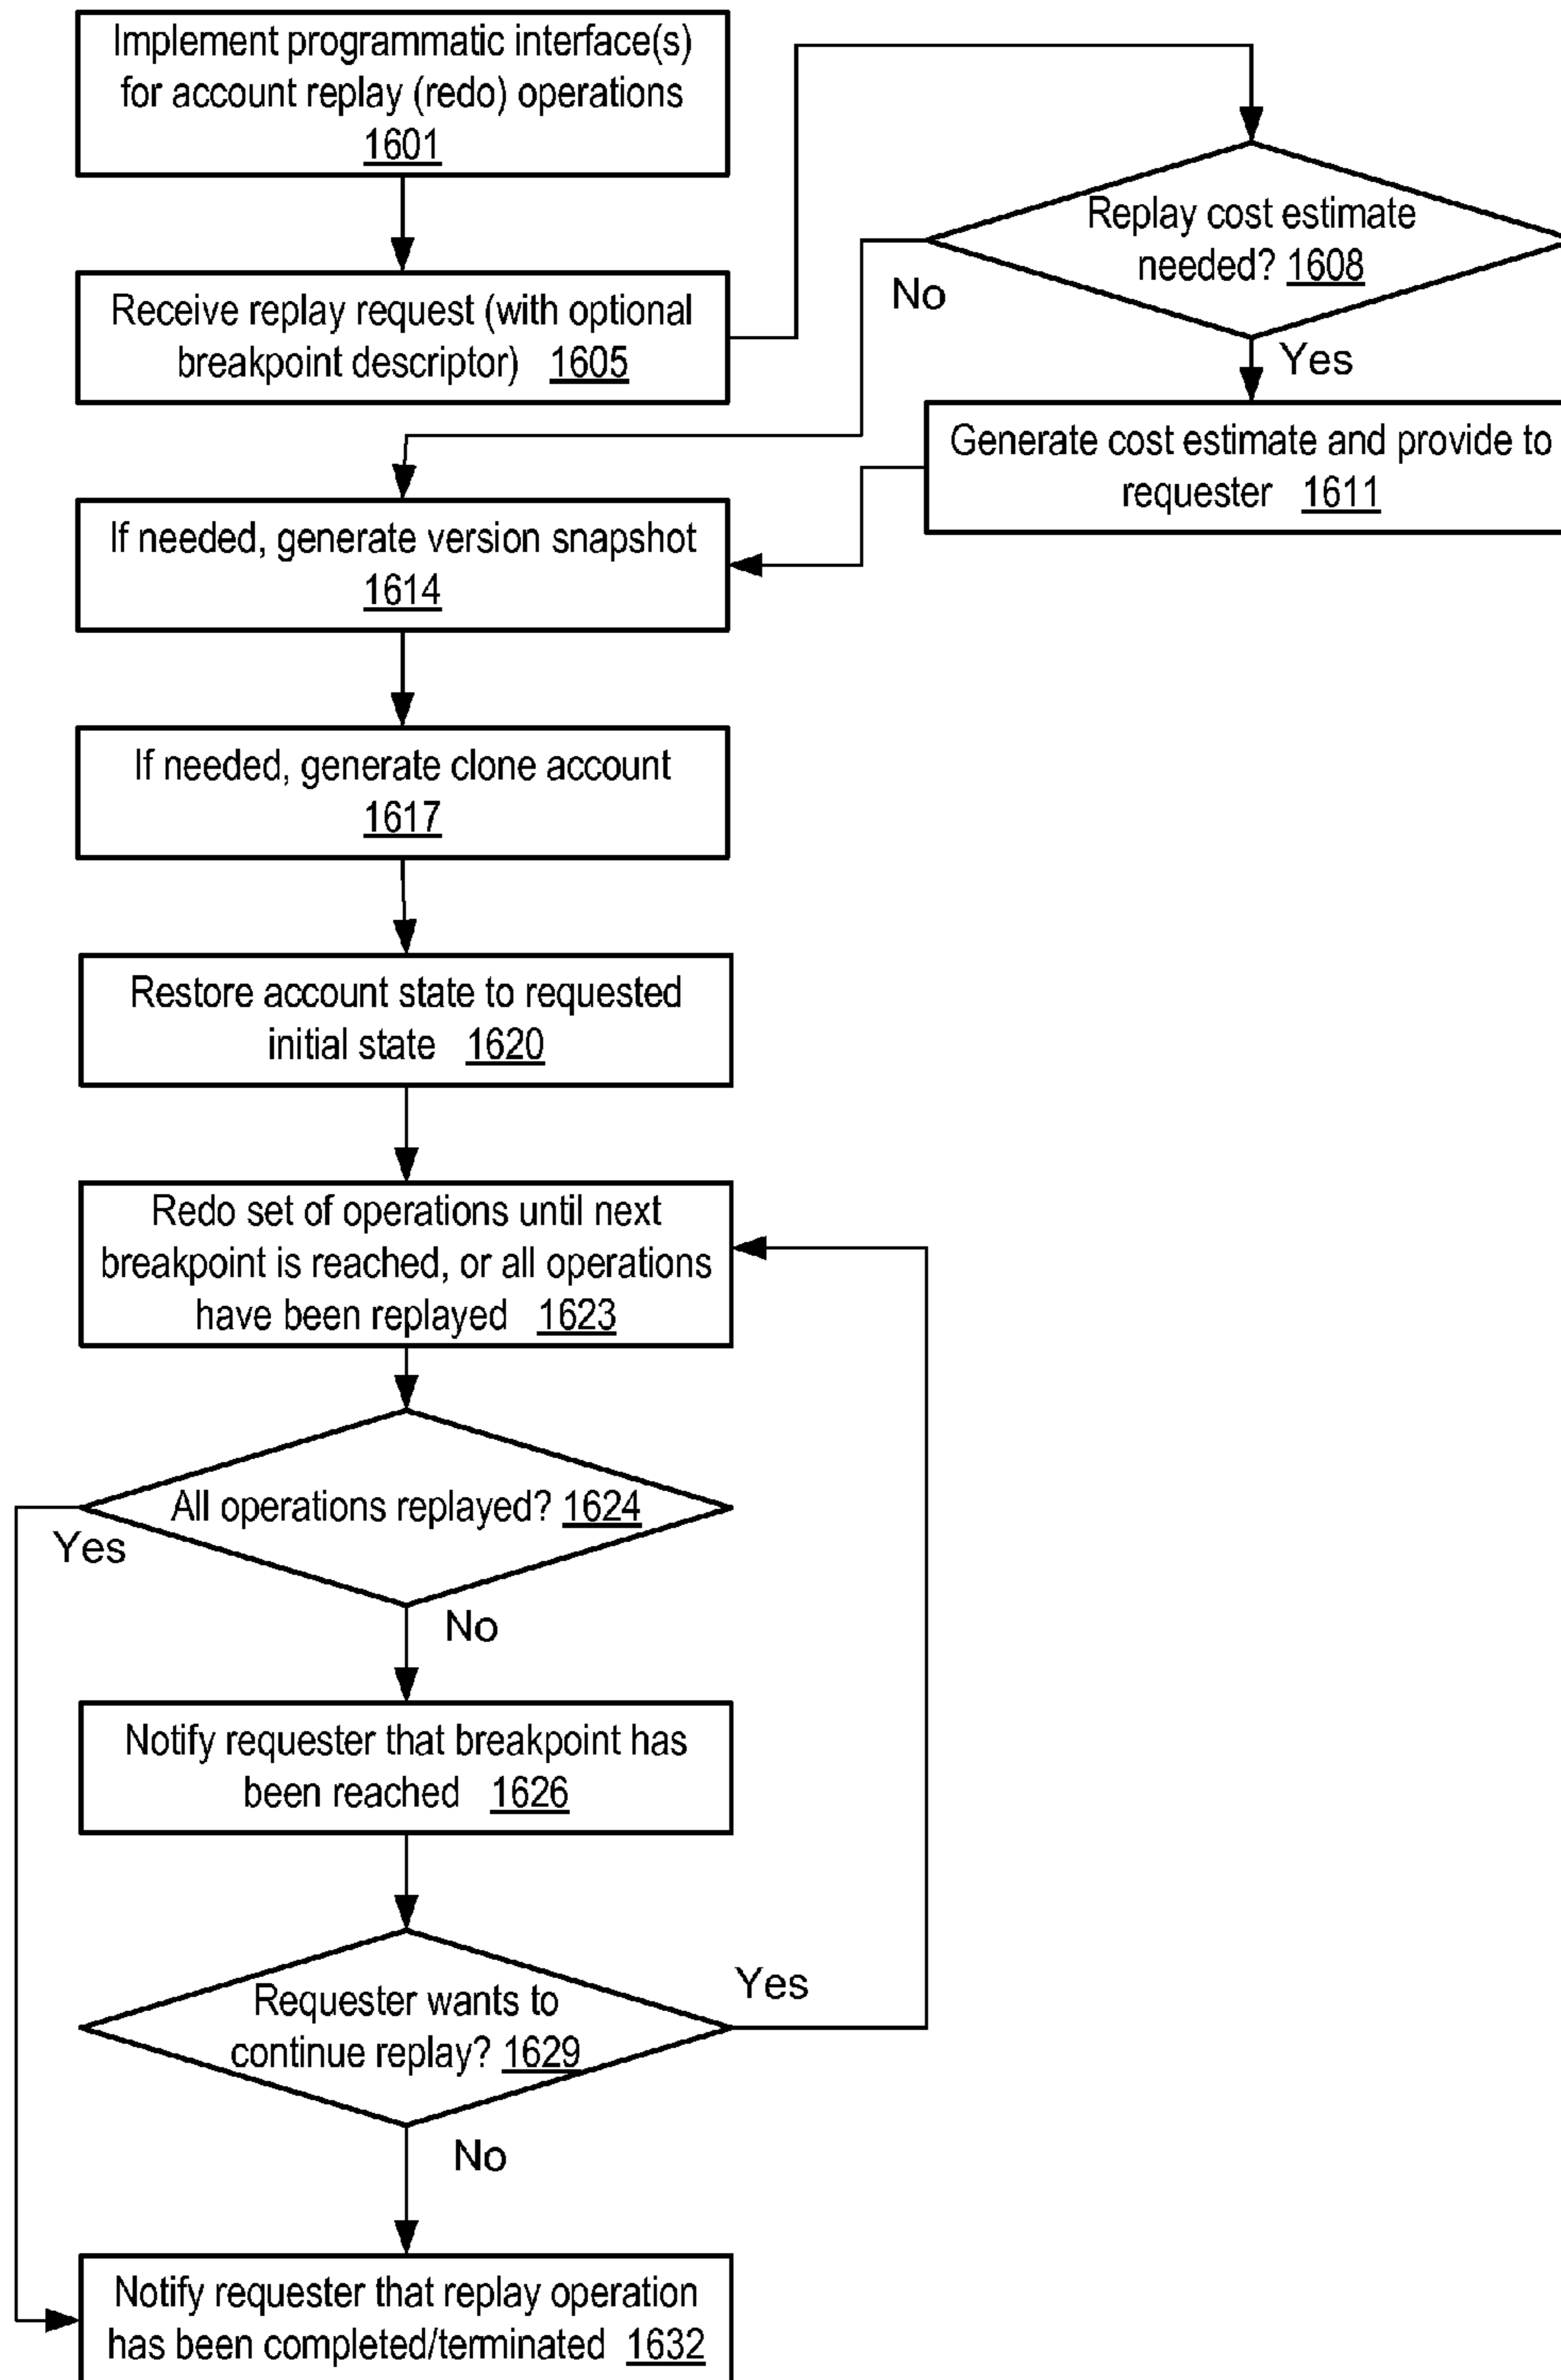 Implement programmatic interface(s)
for account replay (redo) operations
1601
Receive replay request (with optional
breakpoint descriptor) 1605
Replay cost estimate
needed? 1608
No
Yes
Generate cost estimate and provide to
requester 1611
If needed, generate version snapshot
1614
If needed, generate clone account
1617
Restore account state to requested
initial state 1620
Redo set of operations until next
breakpoint is reached, or all operations
have been replayed 1623
All operations replayed? 1624
Yes
No
Notify requester that breakpoint has
been reached 1626
Requester wants to
continue replay? 1629
Yes
No
Notify requester that replay operation
has been completed/terminated 1632